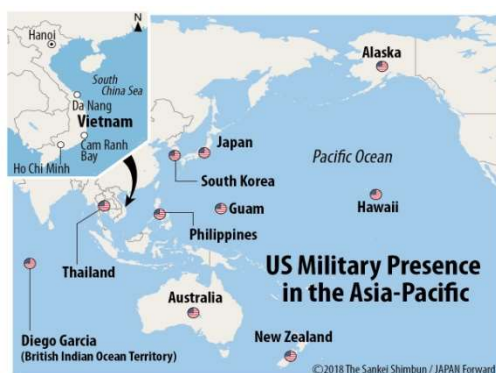 N
Hanoi
South
China Sea
Da Nang
Vietnam
Cam Ranh
Bay
Ho Chi Minh
Alaska
Japan
Pacific Ocean
South Korea
Hawaii
Guam
Philippines
Thailand
US Military Presence
in the Asia-Pacific
Australia
Diego Garcia
(British Indian Ocean Territory)
New Zealand
©2018 The Sankei Shimbun / JAPAN Forward